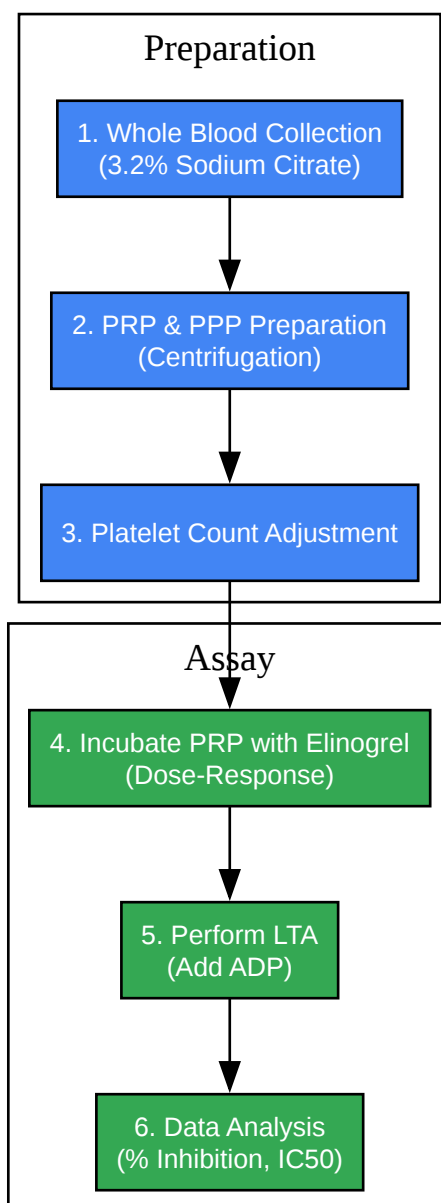 Preparation
1. Whole Blood Collection
(3.2% Sodium Citrate)
2. PRP & PPP Preparation
(Centrifugation)
3. Platelet Count Adjustment
Assay
4. Incubate PRP with Elinogrel
(Dose-Response)
5. Perform LTA
(Add ADP)
6. Data Analysis
(% Inhibition, IC50)